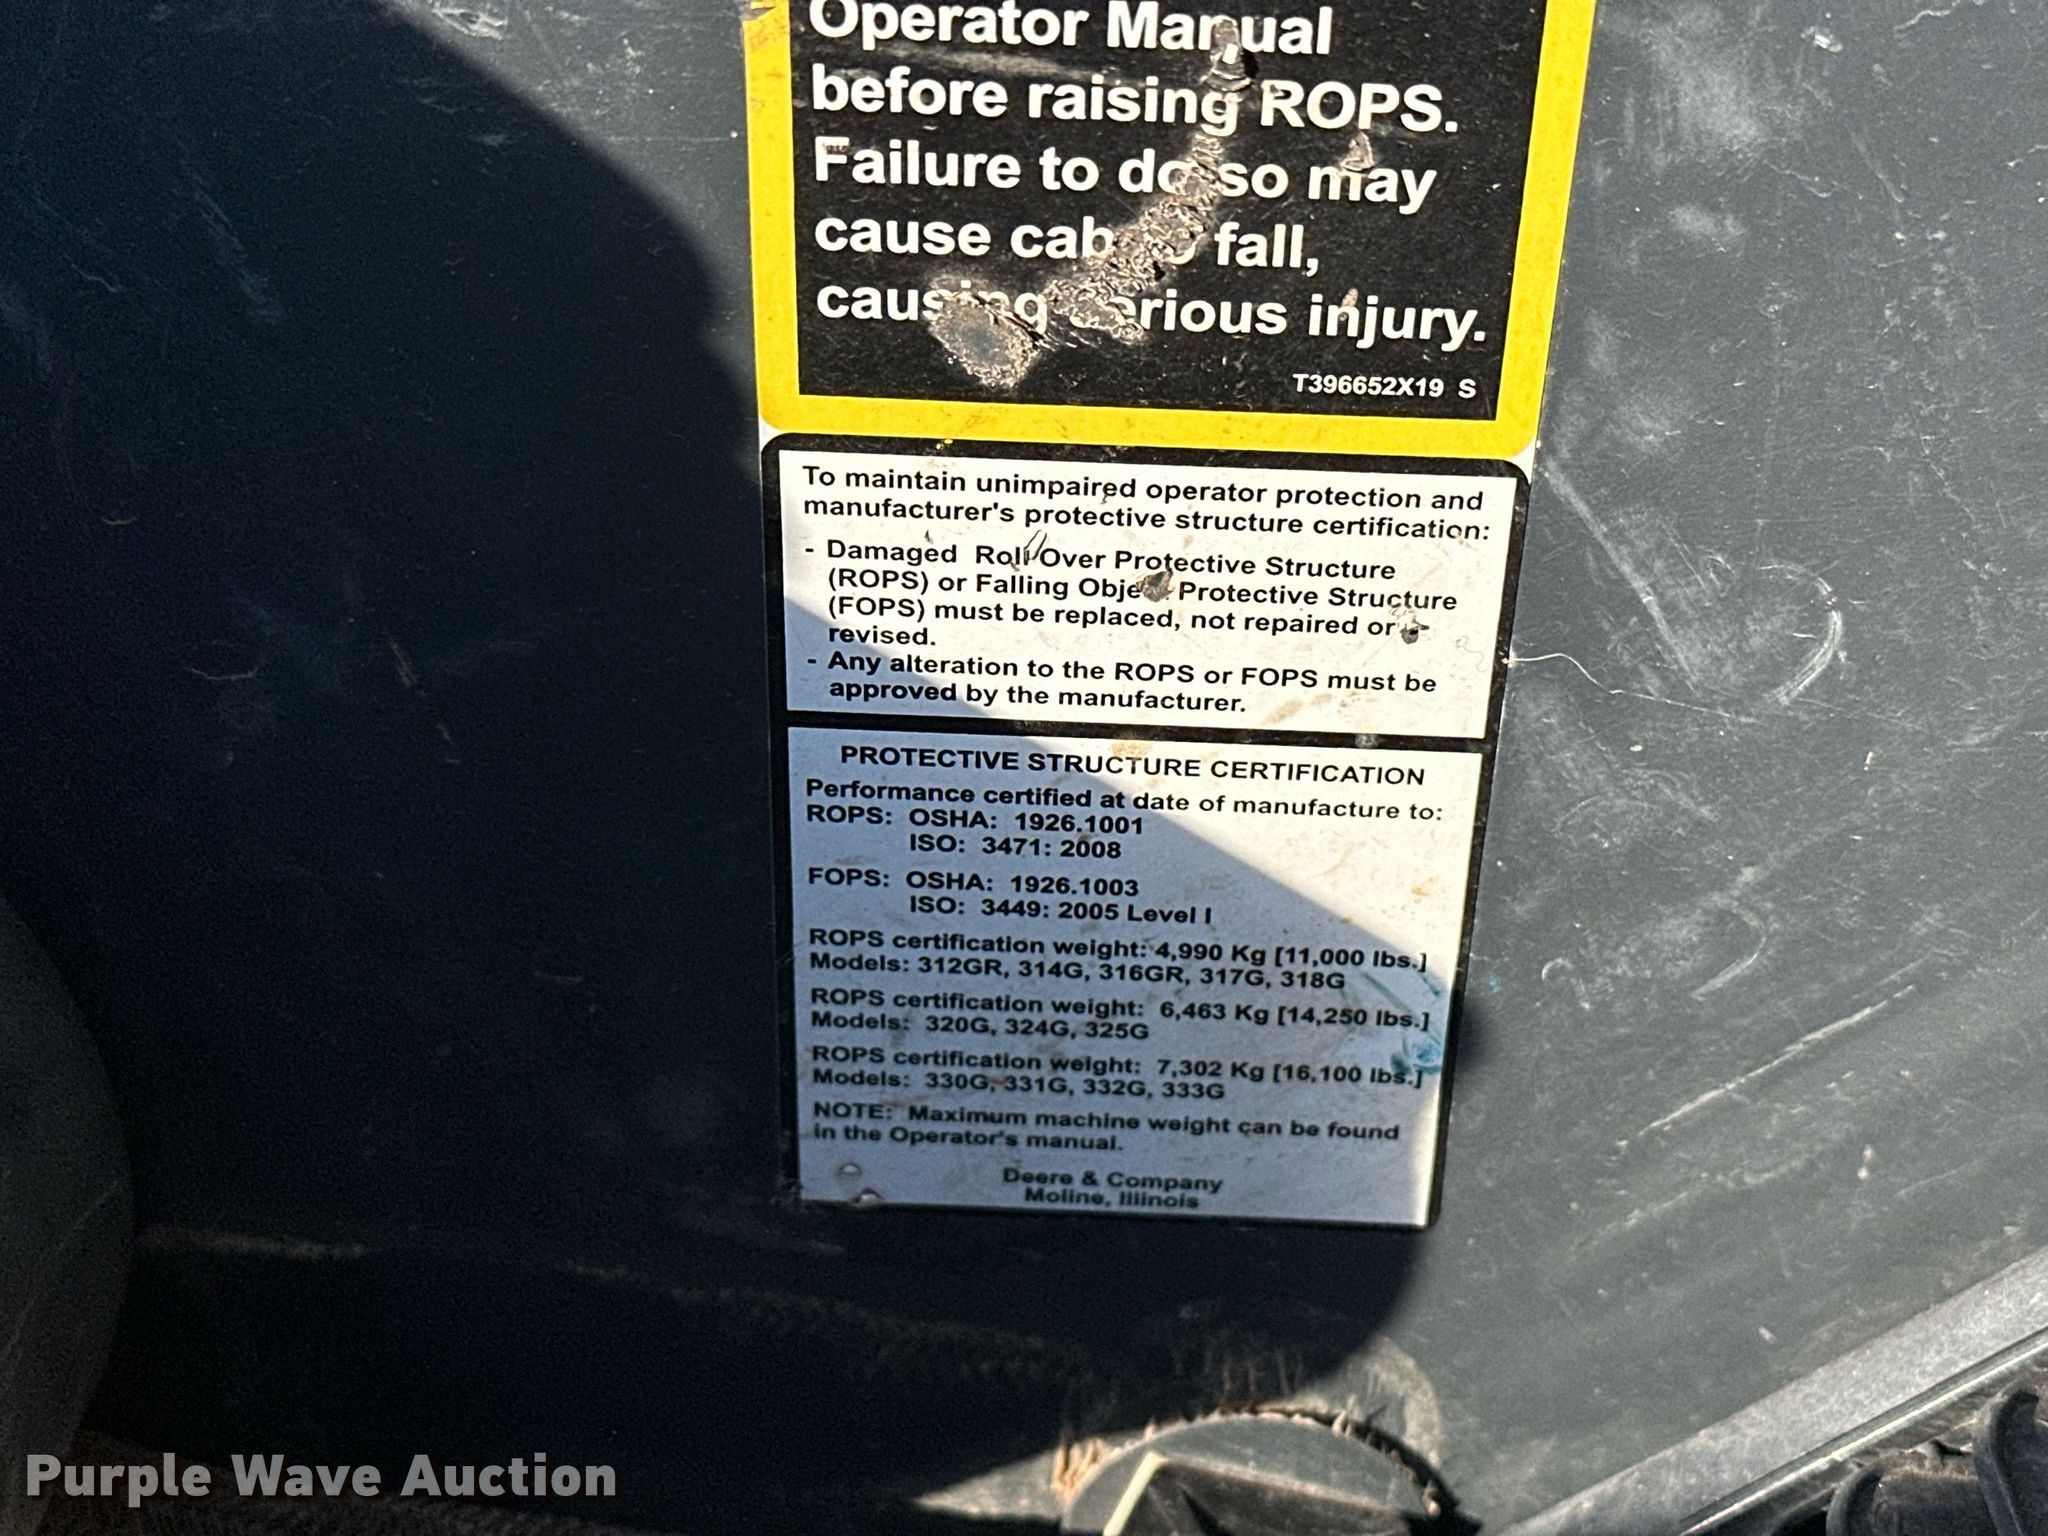 Operator Manual
before raising ROPS.
Failure to do so may
cause cab to fall,
causing serious injury.
T396652X19 S
To maintain unimpaired operator protection and
manufacturer's protective structure certification:
- Damaged Roll Over Protective Structure
(ROPS) or Falling Object Protective Structure
(FOPS) must be replaced, not repaired or
revised.
- Any alteration to the ROPS or FOPS must be
approved by the manufacturer.
PROTECTIVE STRUCTURE CERTIFICATION
Performance certified at date of manufacture to:
ROPS: OSHA: 1926.1001
ISO: 3471: 2008
FOPS: OSHA: 1926.1003
ISO: 3449: 2005 Level I
ROPS certification weight: 4,990 Kg [11,000 lbs.]
Models: 312GR, 314G, 316GR, 317G, 318G
ROPS certification weight: 6,463 Kg [14,250 lbs.]
Models: 320G, 324G, 325G
ROPS certification weight: 7,302 Kg [16,100 lbs.]
Models: 330G, 331G, 332G, 333G
NOTE: Maximum machine weight can be found
in the Operator's manual.
Deere & Company
Moline, Illinois
Purple Wave Auction